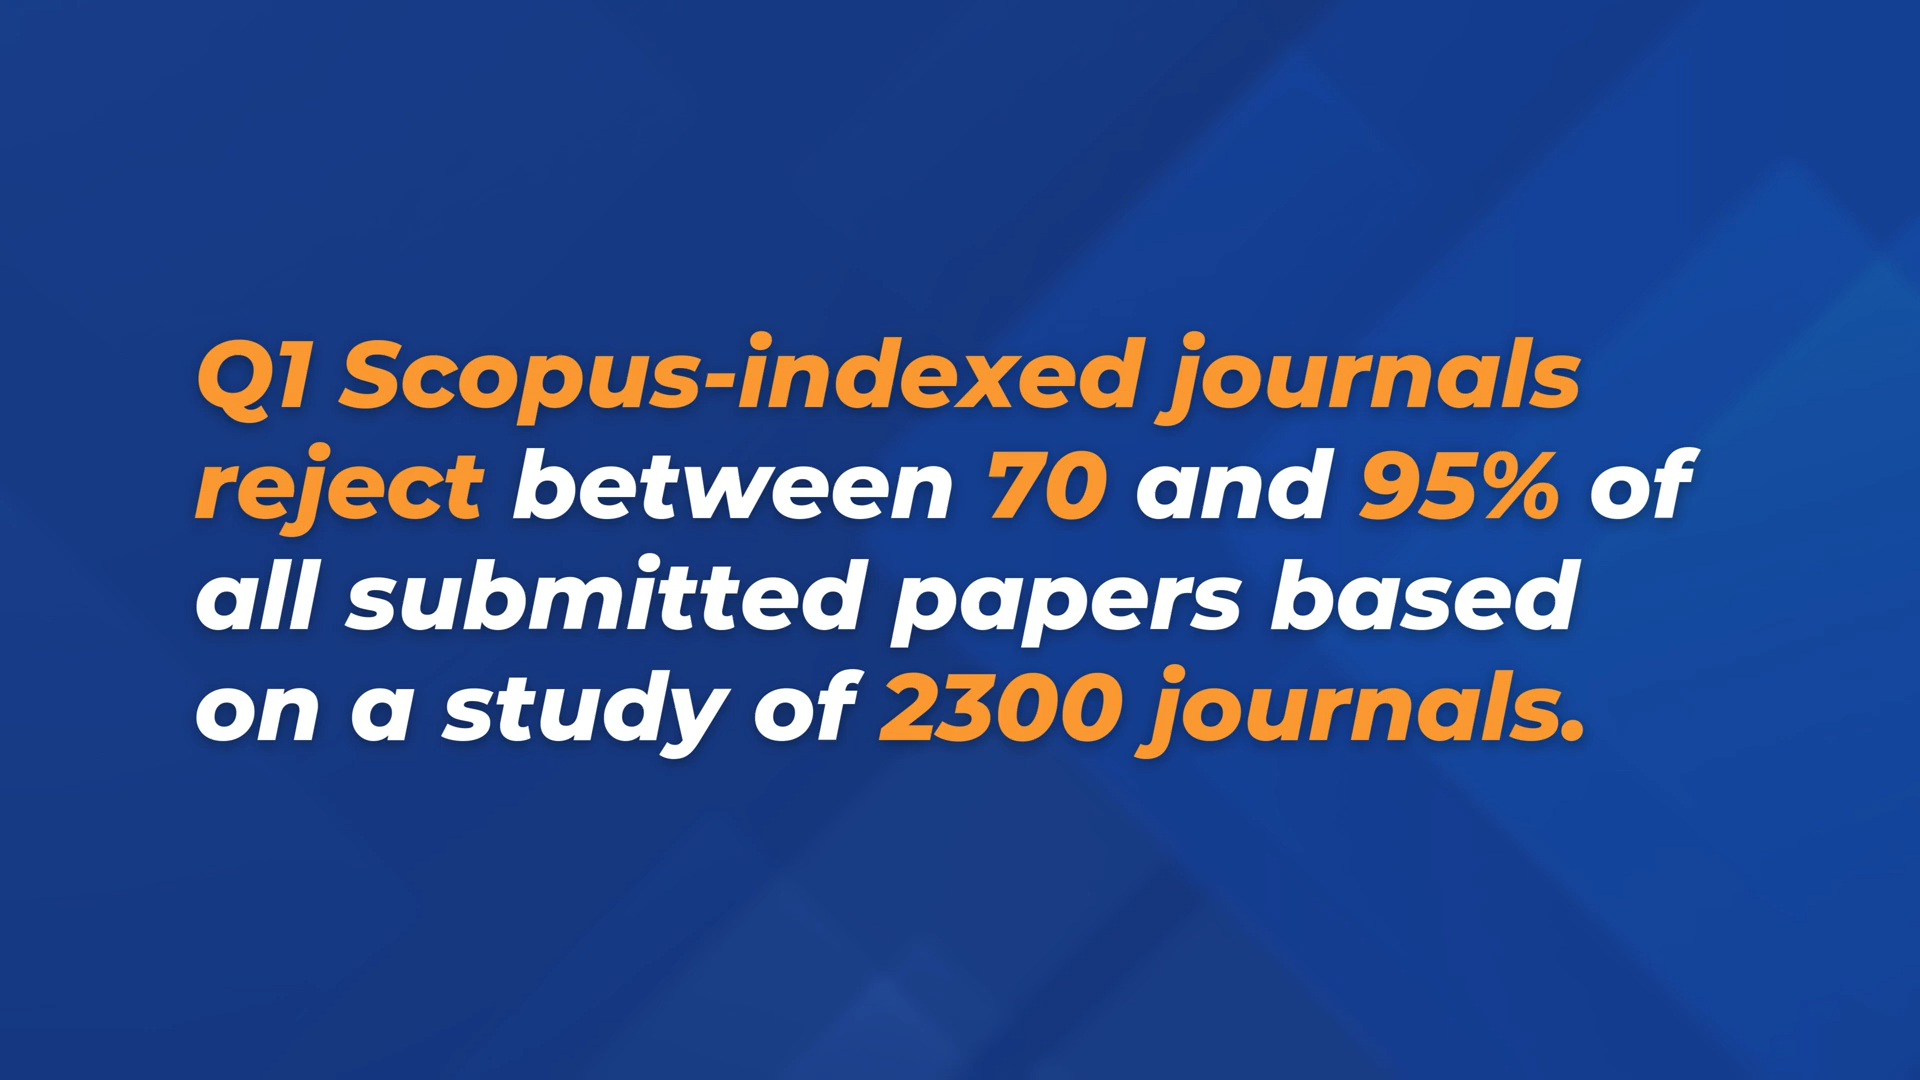 Q1 Scopus-indexed journals
reject between 70 and 95% of
all submitted papers based
on a study of 2300 journals.